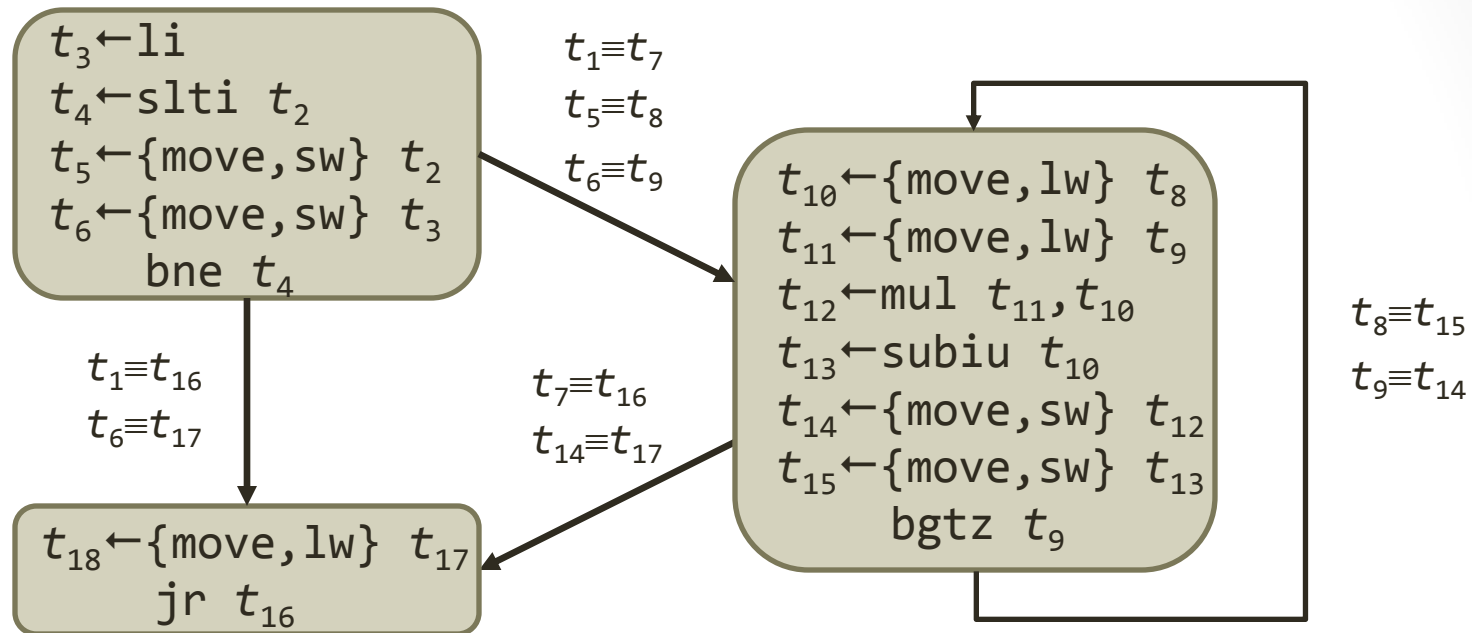 t₃←li
t₄←slti t₂
t₅←{move,sw} t₂
t₆←{move,sw} t₃
bne t₄
t₁≡t₇
t₅≡t₈
t₆≡t₉
t₁₀←{move,lw} t₈
t₁₁←{move,lw} t₉
t₁₂←mul t₁₁,t₁₀
t₁₃←subiu t₁₀
t₁₄←{move,sw} t₁₂
t₁₅←{move,sw} t₁₃
bgtz t₉
t₈≡t₁₅
t₉≡t₁₄
t₁≡t₁₆
t₆≡t₁₇
t₇≡t₁₆
t₁₄≡t₁₇
t₁₈←{move,lw} t₁₇
jr t₁₆